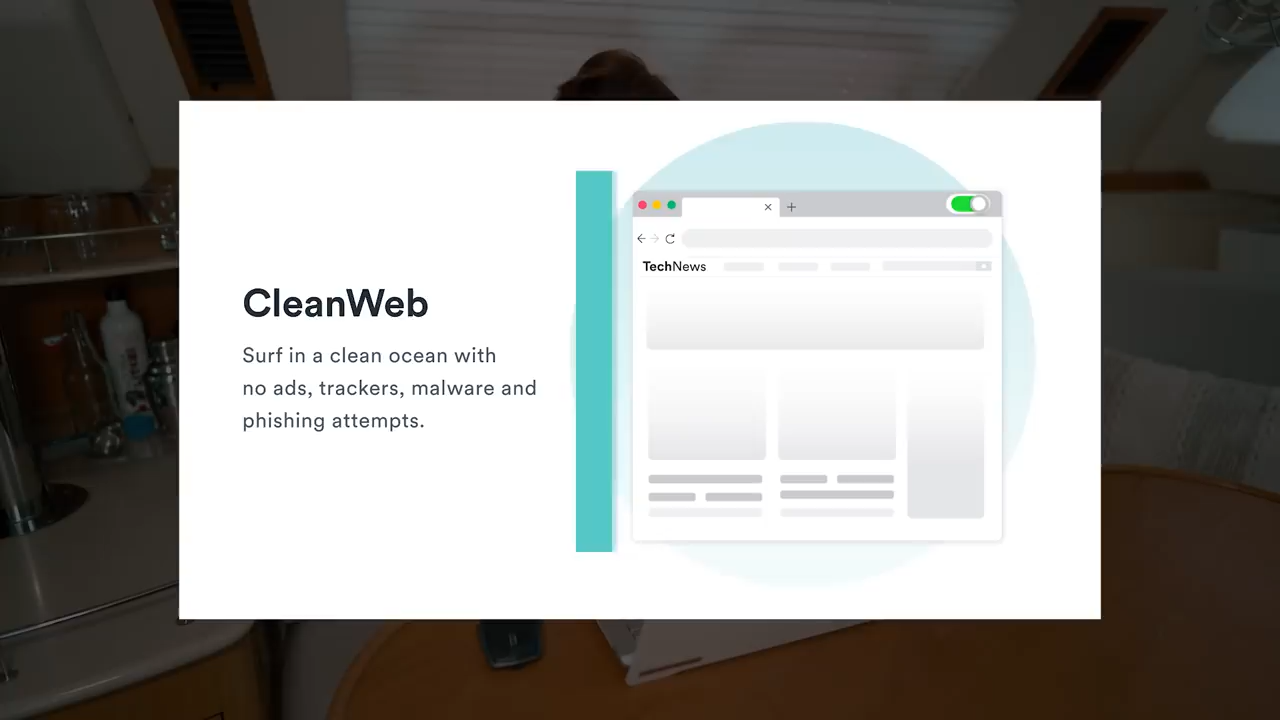 CleanWeb
Surf in a clean ocean with
no ads, trackers, malware and
phishing attempts.
TechNews